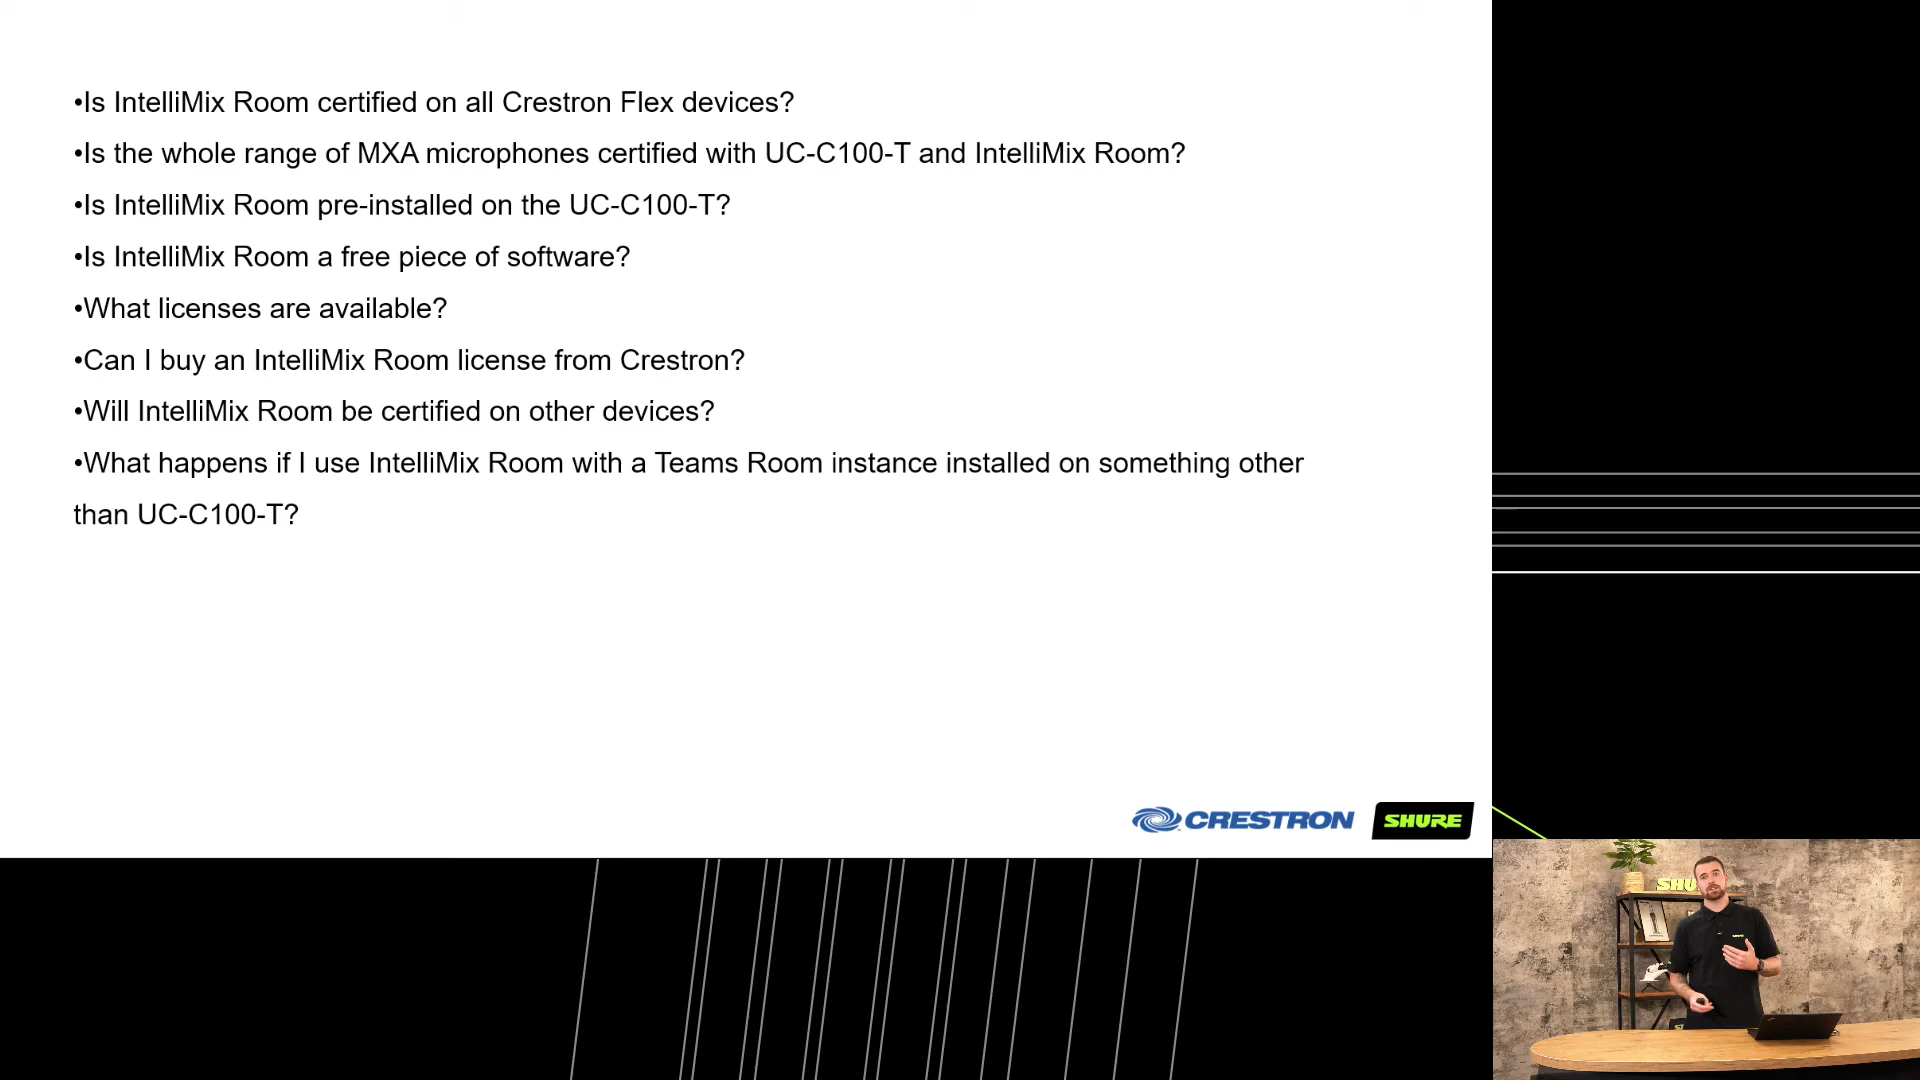 •Is IntelliMix Room certified on all Crestron Flex devices?
•Is the whole range of MXA microphones certified with UC-C100-T and IntelliMix Room?
•Is IntelliMix Room pre-installed on the UC-C100-T?
•Is IntelliMix Room a free piece of software?
•What licenses are available?
•Can I buy an IntelliMix Room license from Crestron?
•Will IntelliMix Room be certified on other devices?
•What happens if I use IntelliMix Room with a Teams Room instance installed on something other
than UC-C100-T?
CRESTRON
SHURE
SHU